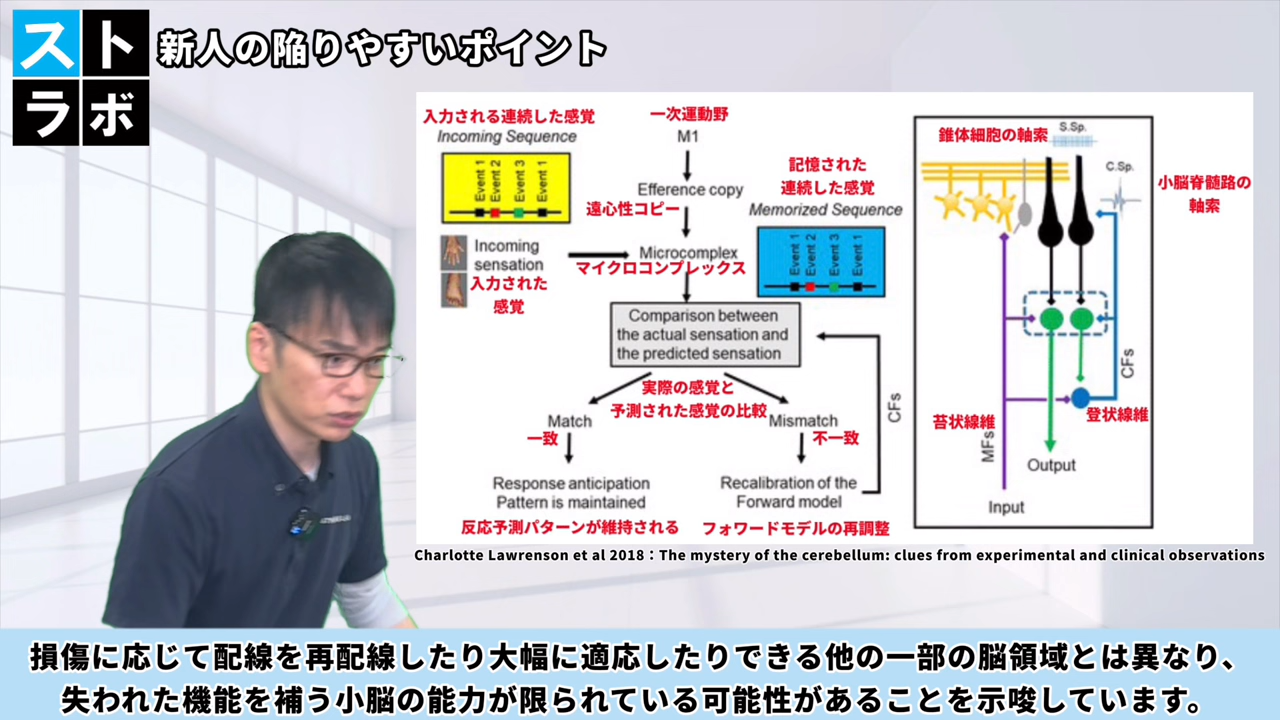 スト
ラボ
新人の陥りやすいポイント
入力される連続した感覚
Incoming Sequence
Event 1
Event 2
Event 3
Event 1
一次運動野
M1
Efference copy
遠心性コピー
記憶された
連続した感覚
Memorized Sequence
Event 1
Event 2
Event 3
Event 1
Incoming
sensation
入力された
感覚
Microcomplex
マイクロコンプレックス
Comparison between
the actual sensation and
the predicted sensation
実際の感覚と
予測された感覚の比較
Match
一致
Mismatch
不一致
CFs
Response anticipation
Pattern is maintained
反応予測パターンが維持される
Recalibration of the
Forward model
フォワードモデルの再調整
錐体細胞の軸索
S.Sp.
C.Sp.
小脳脊髄路の
軸索
CFs
苔状線維
MFs
登状線維
Output
Input
Charlotte Lawrenson et al 2018：The mystery of the cerebellum: clues from experimental and clinical observations
損傷に応じて配線を再配線したり大幅に適応したりできる他の一部の脳領域とは異なり、
失われた機能を補う小脳の能力が限られている可能性があることを示唆しています。